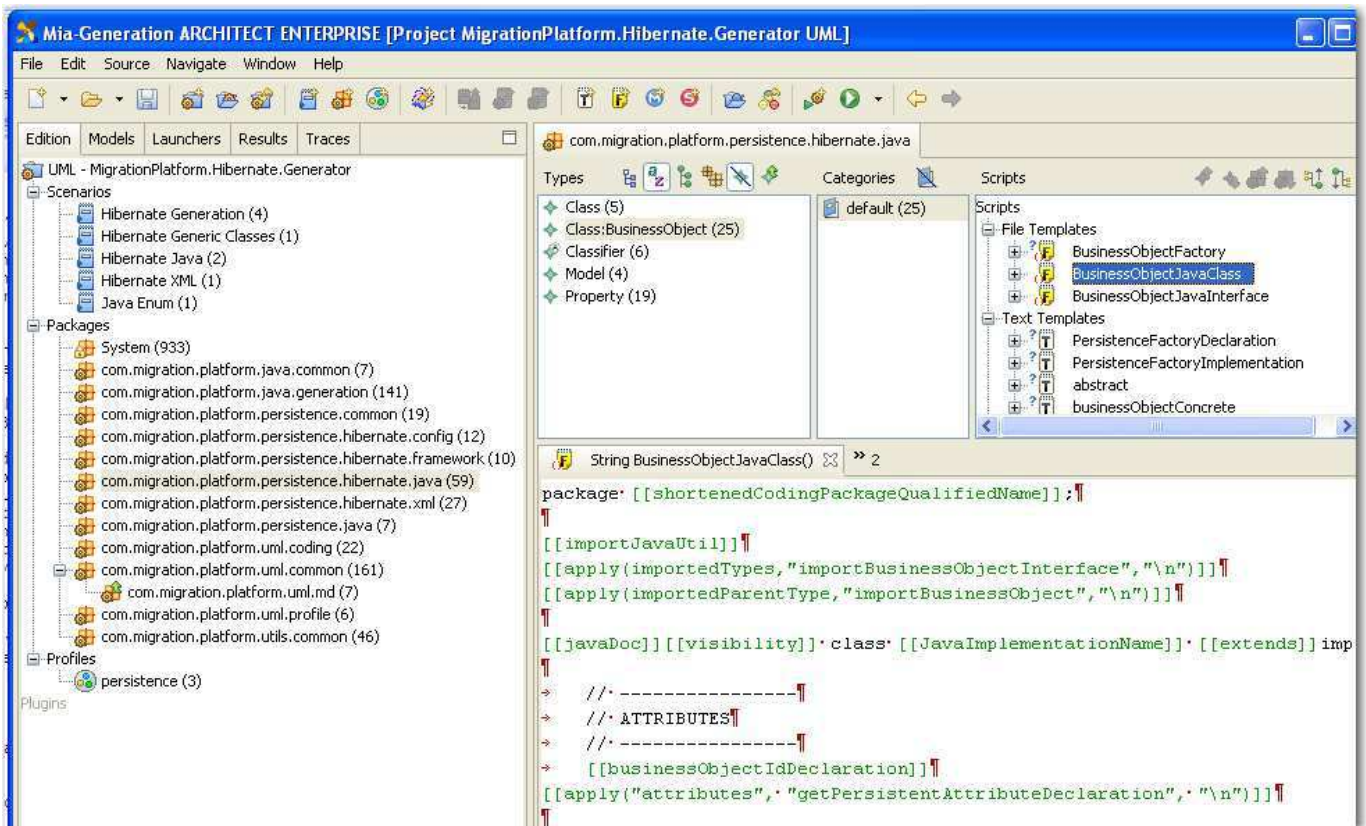 Mia-Generation ARCHITECT ENTERPRISE [Project MigrationPlatform.Hibernate.Generator UML]
File Edit Source Navigate Window Help
Edition Models Launchers Results Traces
UML - MigrationPlatform.Hibernate.Generator
Scenarios
Hibernate Generation (4)
Hibernate Generic Classes (1)
Hibernate Java (2)
Hibernate XML (1)
Java Enum (1)
Packages
System (933)
com.migration.platform.java.common (7)
com.migration.platform.java.generation (141)
com.migration.platform.persistence.common (19)
com.migration.platform.persistence.hibernate.config (12)
com.migration.platform.persistence.hibernate.framework (10)
com.migration.platform.persistence.hibernate.java (59)
com.migration.platform.persistence.hibernate.xml (27)
com.migration.platform.persistence.java (7)
com.migration.platform.uml.coding (22)
com.migration.platform.uml.common (161)
com.migration.platform.uml.md (7)
com.migration.platform.uml.profile (6)
com.migration.platform.utils.common (46)
Profiles
persistence (3)
Plugins
com.migration.platform.persistence.hibernate.java
Types
Class (5)
Class:BusinessObject (25)
Classifier (6)
Model (4)
Property (19)
Categories
default (25)
Scripts
Scripts
File Templates
BusinessObjectFactory
BusinessObjectJavaClass
BusinessObjectJavaInterface
Text Templates
PersistenceFactoryDeclaration
PersistenceFactoryImplementation
abstract
businessObjectConcrete
String BusinessObjectJavaClass() » 2
package·[[shortenedCodingPackageQualifiedName]];¶
¶
[[importJavaUtil]]¶
[[apply(importedTypes,"importBusinessObjectInterface","\n")]]¶
[[apply(importedParentType,"importBusinessObject","\n")]]¶
¶
[[javaDoc]][[visibility]]·class·[[JavaImplementationName]]·[[extends]]imp
¶
//·----------------¶
//·ATTRIBUTES¶
//·----------------¶
[[businessObjectIdDeclaration]]¶
[[apply("attributes",·"getPersistentAttributeDeclaration",·"\n")]]¶
¶